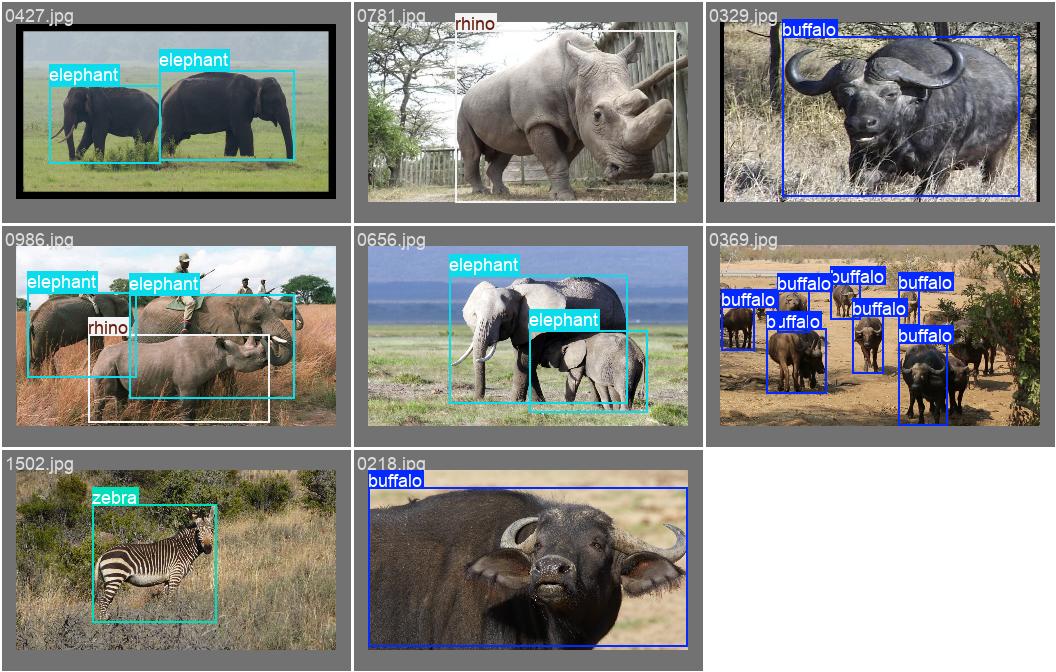 0427.jpg
elephant
elephant
0781.jpg
rhino
0329.jpg
buffalo
0986.jpg
elephant
elephant
rhino
0656.jpg
elephant
elephant
0369.jpg
buffalo
buffalo
buffalo
buffalo
buffalo
buffalo
buffalo
1502.jpg
zebra
0218.jpg
buffalo